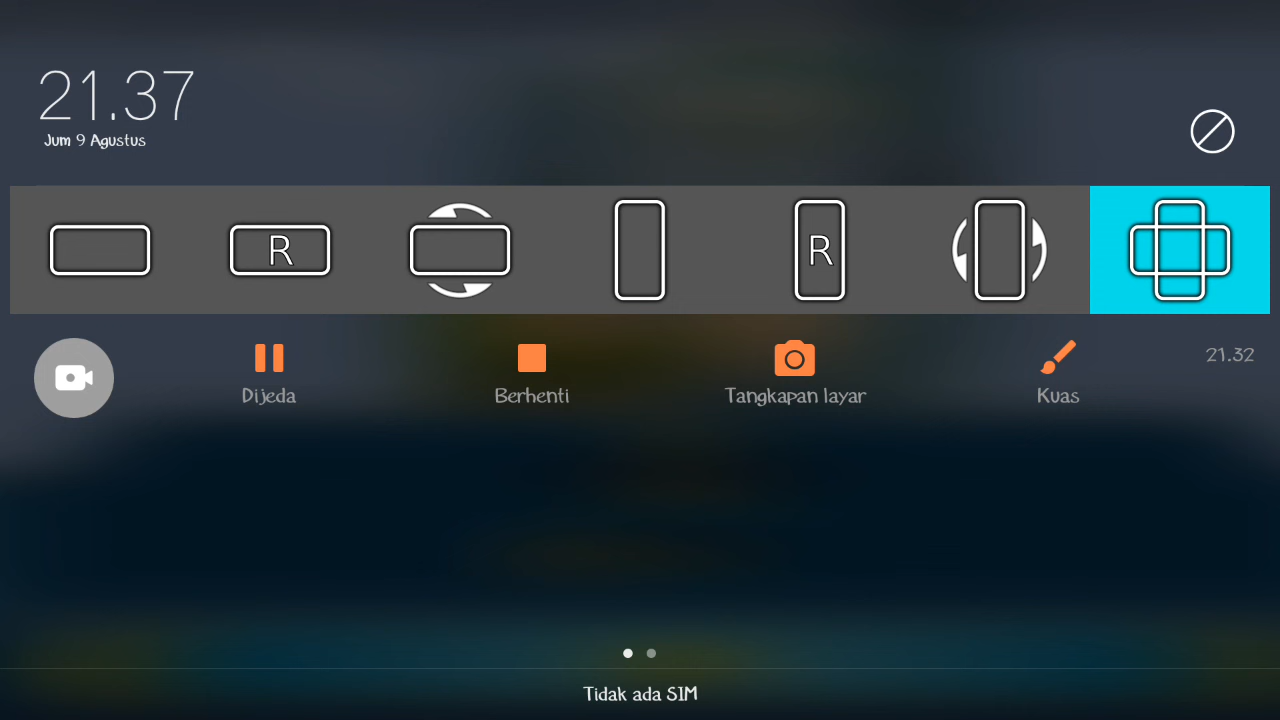 21.37
Jum 9 Agustus
R
R
21.32
Dijeda
Berhenti
Tangkapan layar
Kuas
Tidak ada SIM